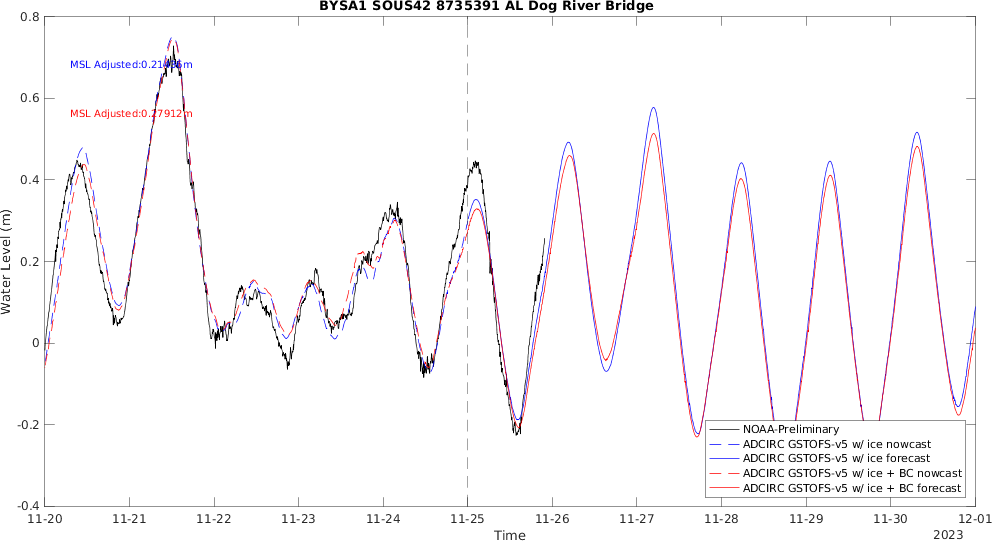 BYSA1 SOUS42 8735391 AL Dog River Bridge
0.8
0.6
0.4
0.2
0
-0.2
-0.4
Water Level (m)
MSL Adjusted:
MSL Adjusted:0.27912m
NOAA-Preliminary
ADCIRC GSTOFS-v5 w/ ice nowcast
ADCIRC GSTOFS-v5 w/ ice forecast
ADCIRC GSTOFS-v5 w/ ice + BC nowcast
ADCIRC GSTOFS-v5 w/ ice + BC forecast
11-20 11-21 11-22 11-23 11-24 11-25 11-26 11-27 11-28 11-29 11-30 12-01
Time
2023